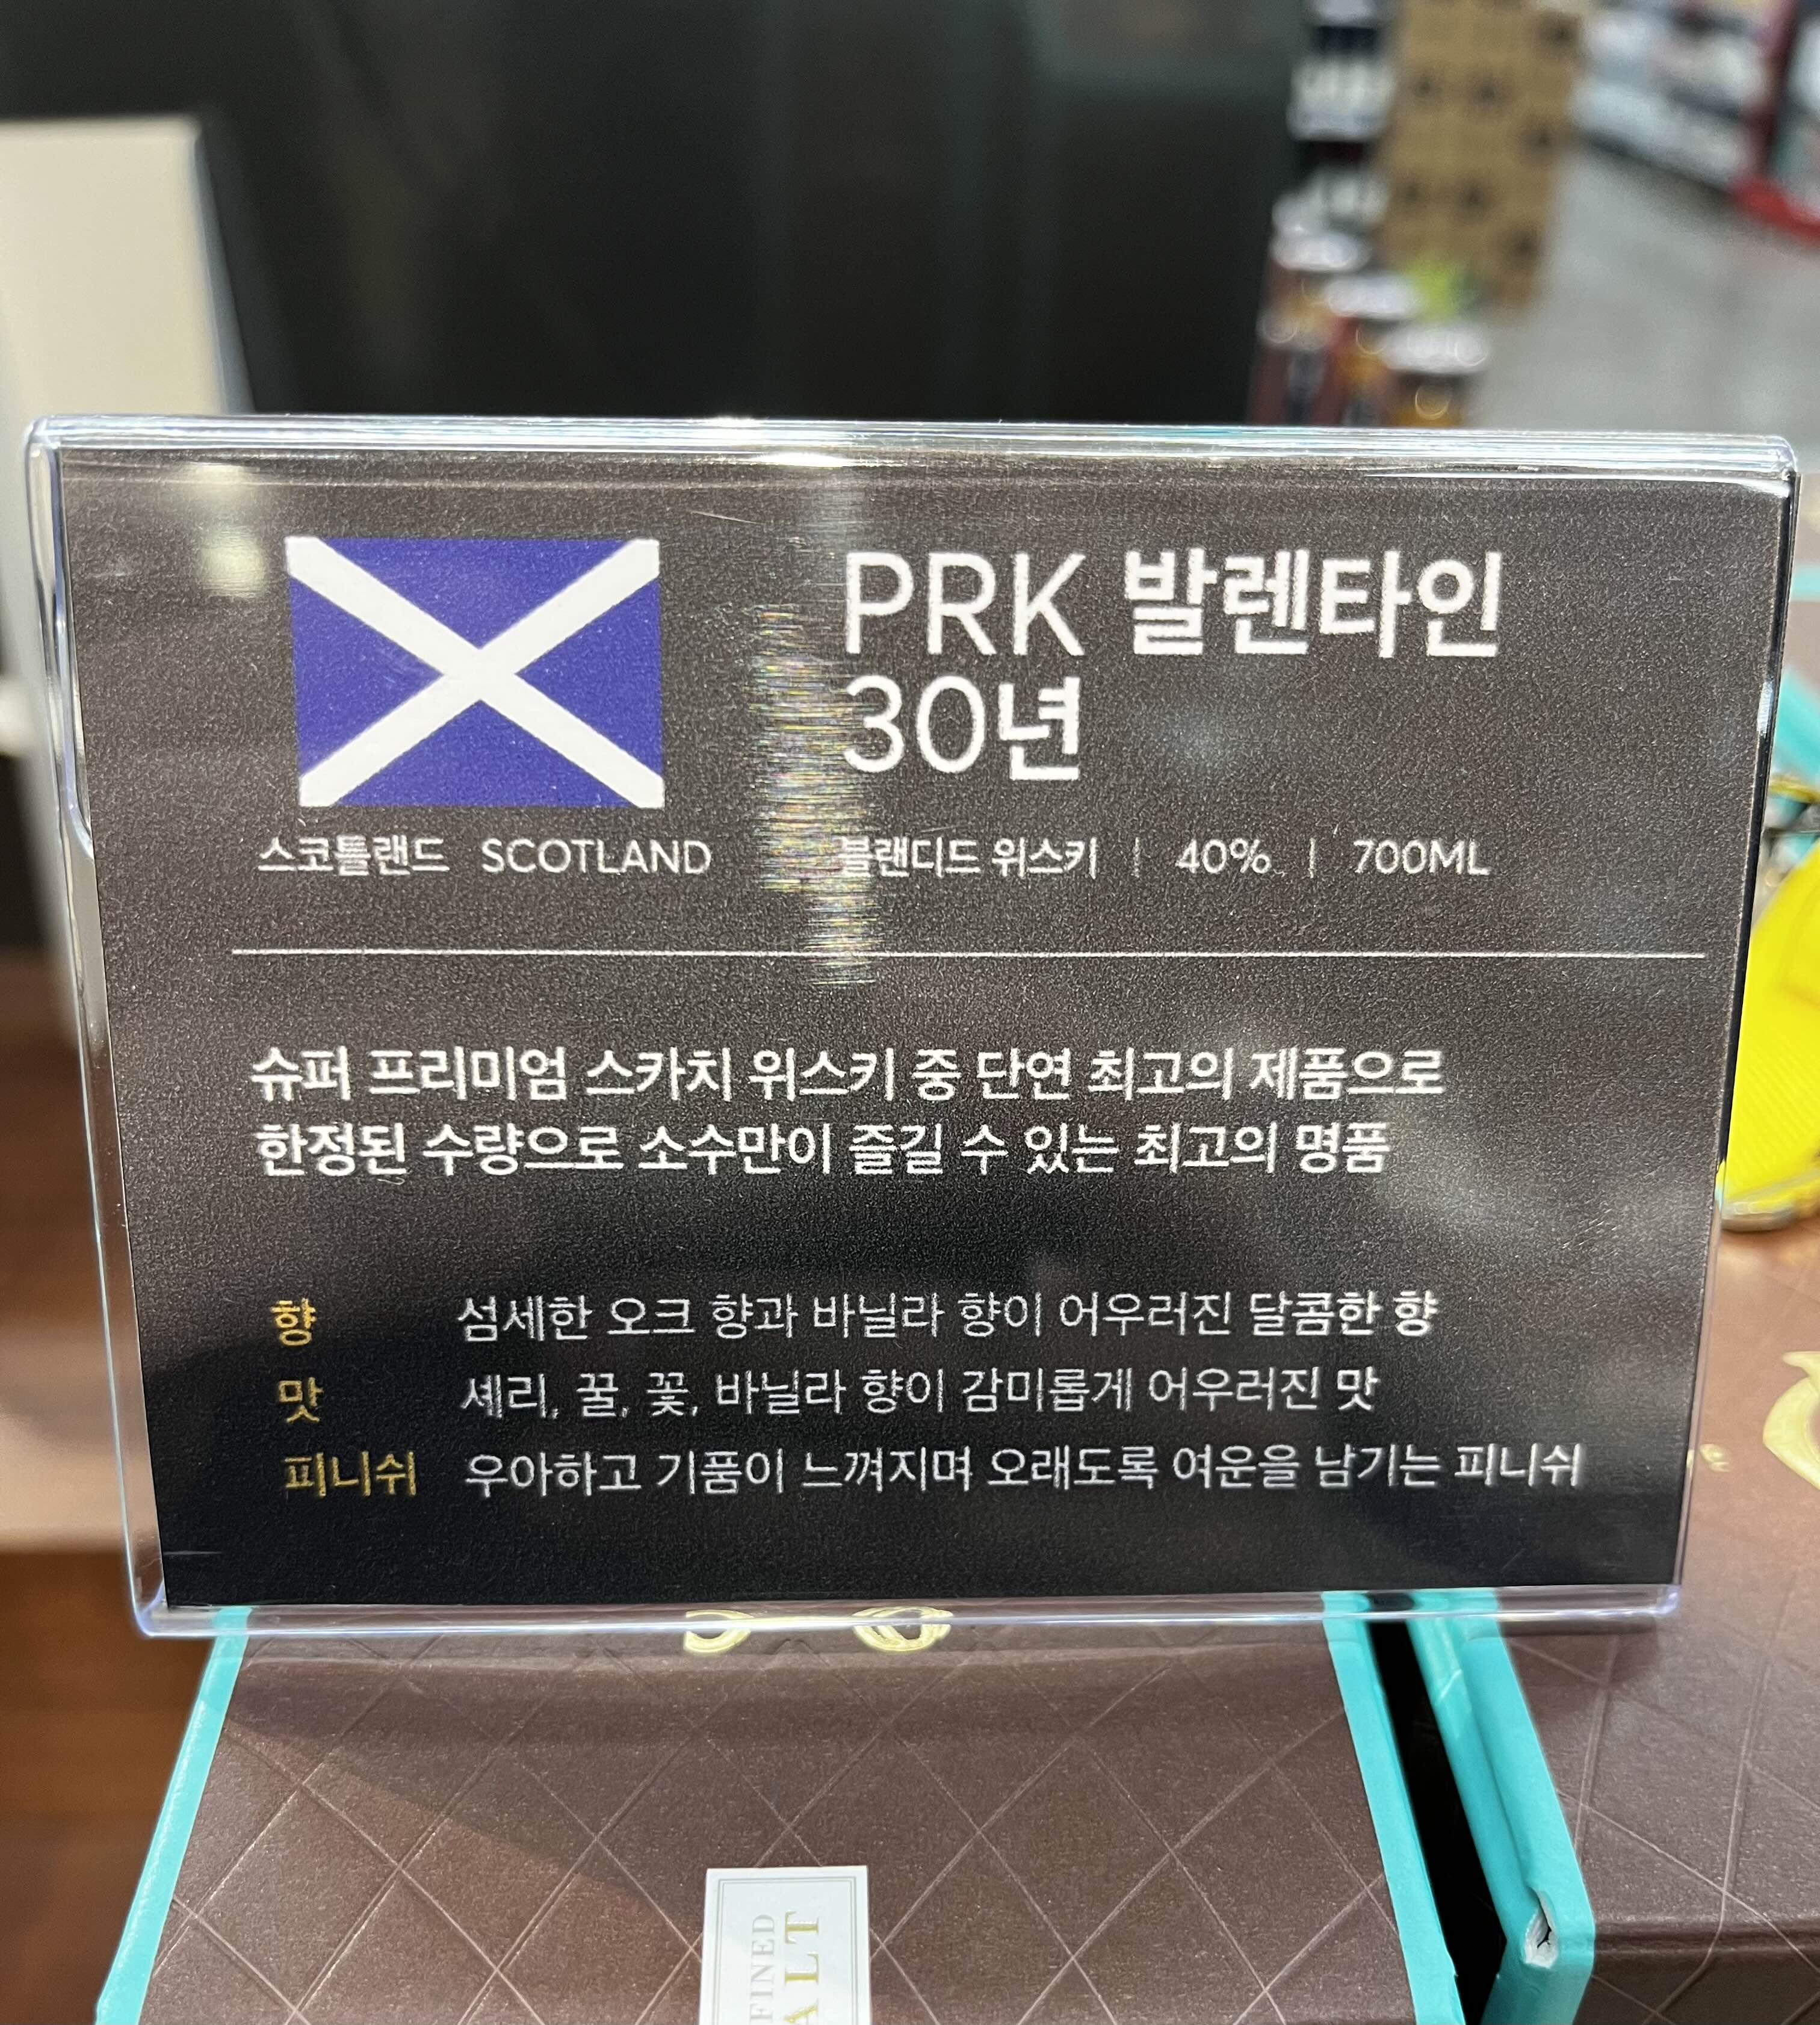 PRK 발렌타인
30년
스코틀랜드 SCOTLAND
블랜디드 위스키 | 40% | 700ML
슈퍼 프리미엄 스카치 위스키 중 단연 최고의 제품으로
한정된 수량으로 소수만이 즐길 수 있는 최고의 명품
향 섬세한 오크 향과 바닐라 향이 어우러진 달콤한 향
맛 셰리, 꿀, 꽃, 바닐라 향이 감미롭게 어우러진 맛
피니쉬 우아하고 기품이 느껴지며 오래도록 여운을 남기는 피니쉬